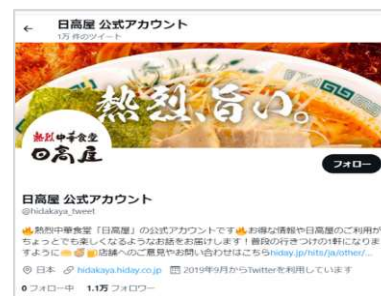 日高屋 公式アカウント
1万 件のツイート
熱烈、旨い。
熱烈中華食堂
日高屋
フォロー
日高屋 公式アカウント
@hidakaya_tweet
🔥熱烈中華食堂「日高屋」の公式アカウントです🔥お得な情報や日高屋のご利用が
ちょっとでも楽しくなるようなお話をお届けします！普段の行きつけの1軒になりま
すように🥟🍜🍺店舗へのご意見やお問い合わせはこちらhiday.jp/hits/ja/other/...
日本 hidakaya.hiday.co.jp 2019年9月からTwitterを利用しています
0 フォロー中 1.1万 フォロワー